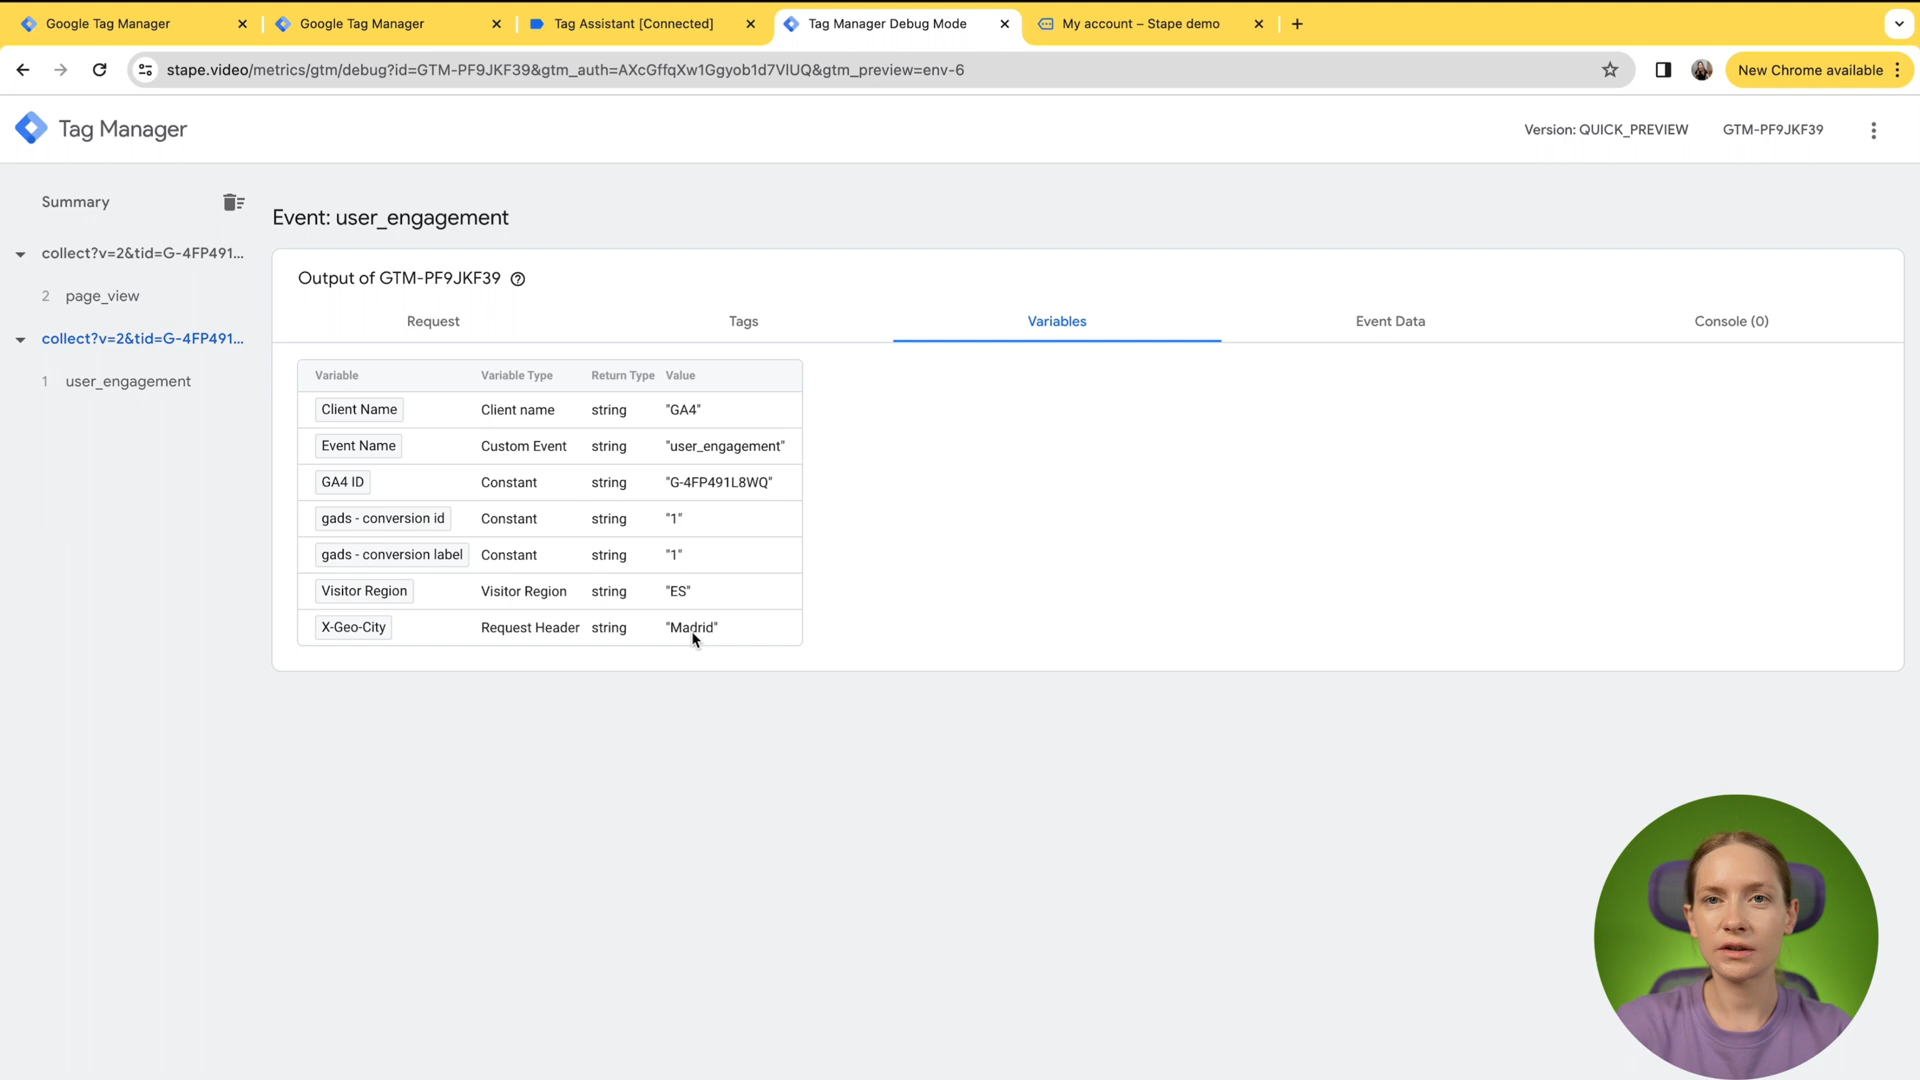 Google Tag Manager
Google Tag Manager
Tag Assistant [Connected]
Tag Manager Debug Mode
My account – Stape demo
stape.video/metrics/gtm/debug?id=GTM-PF9JKF39&gtm_auth=AXcGffqXw1Ggyob1d7VlUQ&gtm_preview=env-6
New Chrome available
Tag Manager
Version: QUICK_PREVIEW
GTM-PF9JKF39
Summary
collect?v=2&tid=G-4FP491...
2 page_view
collect?v=2&tid=G-4FP491...
1 user_engagement
Event: user_engagement
Output of GTM-PF9JKF39
Request Tags Variables Event Data Console (0)
Variable Variable Type Return Type Value
Client Name Client name string "GA4"
Event Name Custom Event string "user_engagement"
GA4 ID Constant string "G-4FP491L8WQ"
gads - conversion id Constant string "1"
gads - conversion label Constant string "1"
Visitor Region Visitor Region string "ES"
X-Geo-City Request Header string "Madrid"